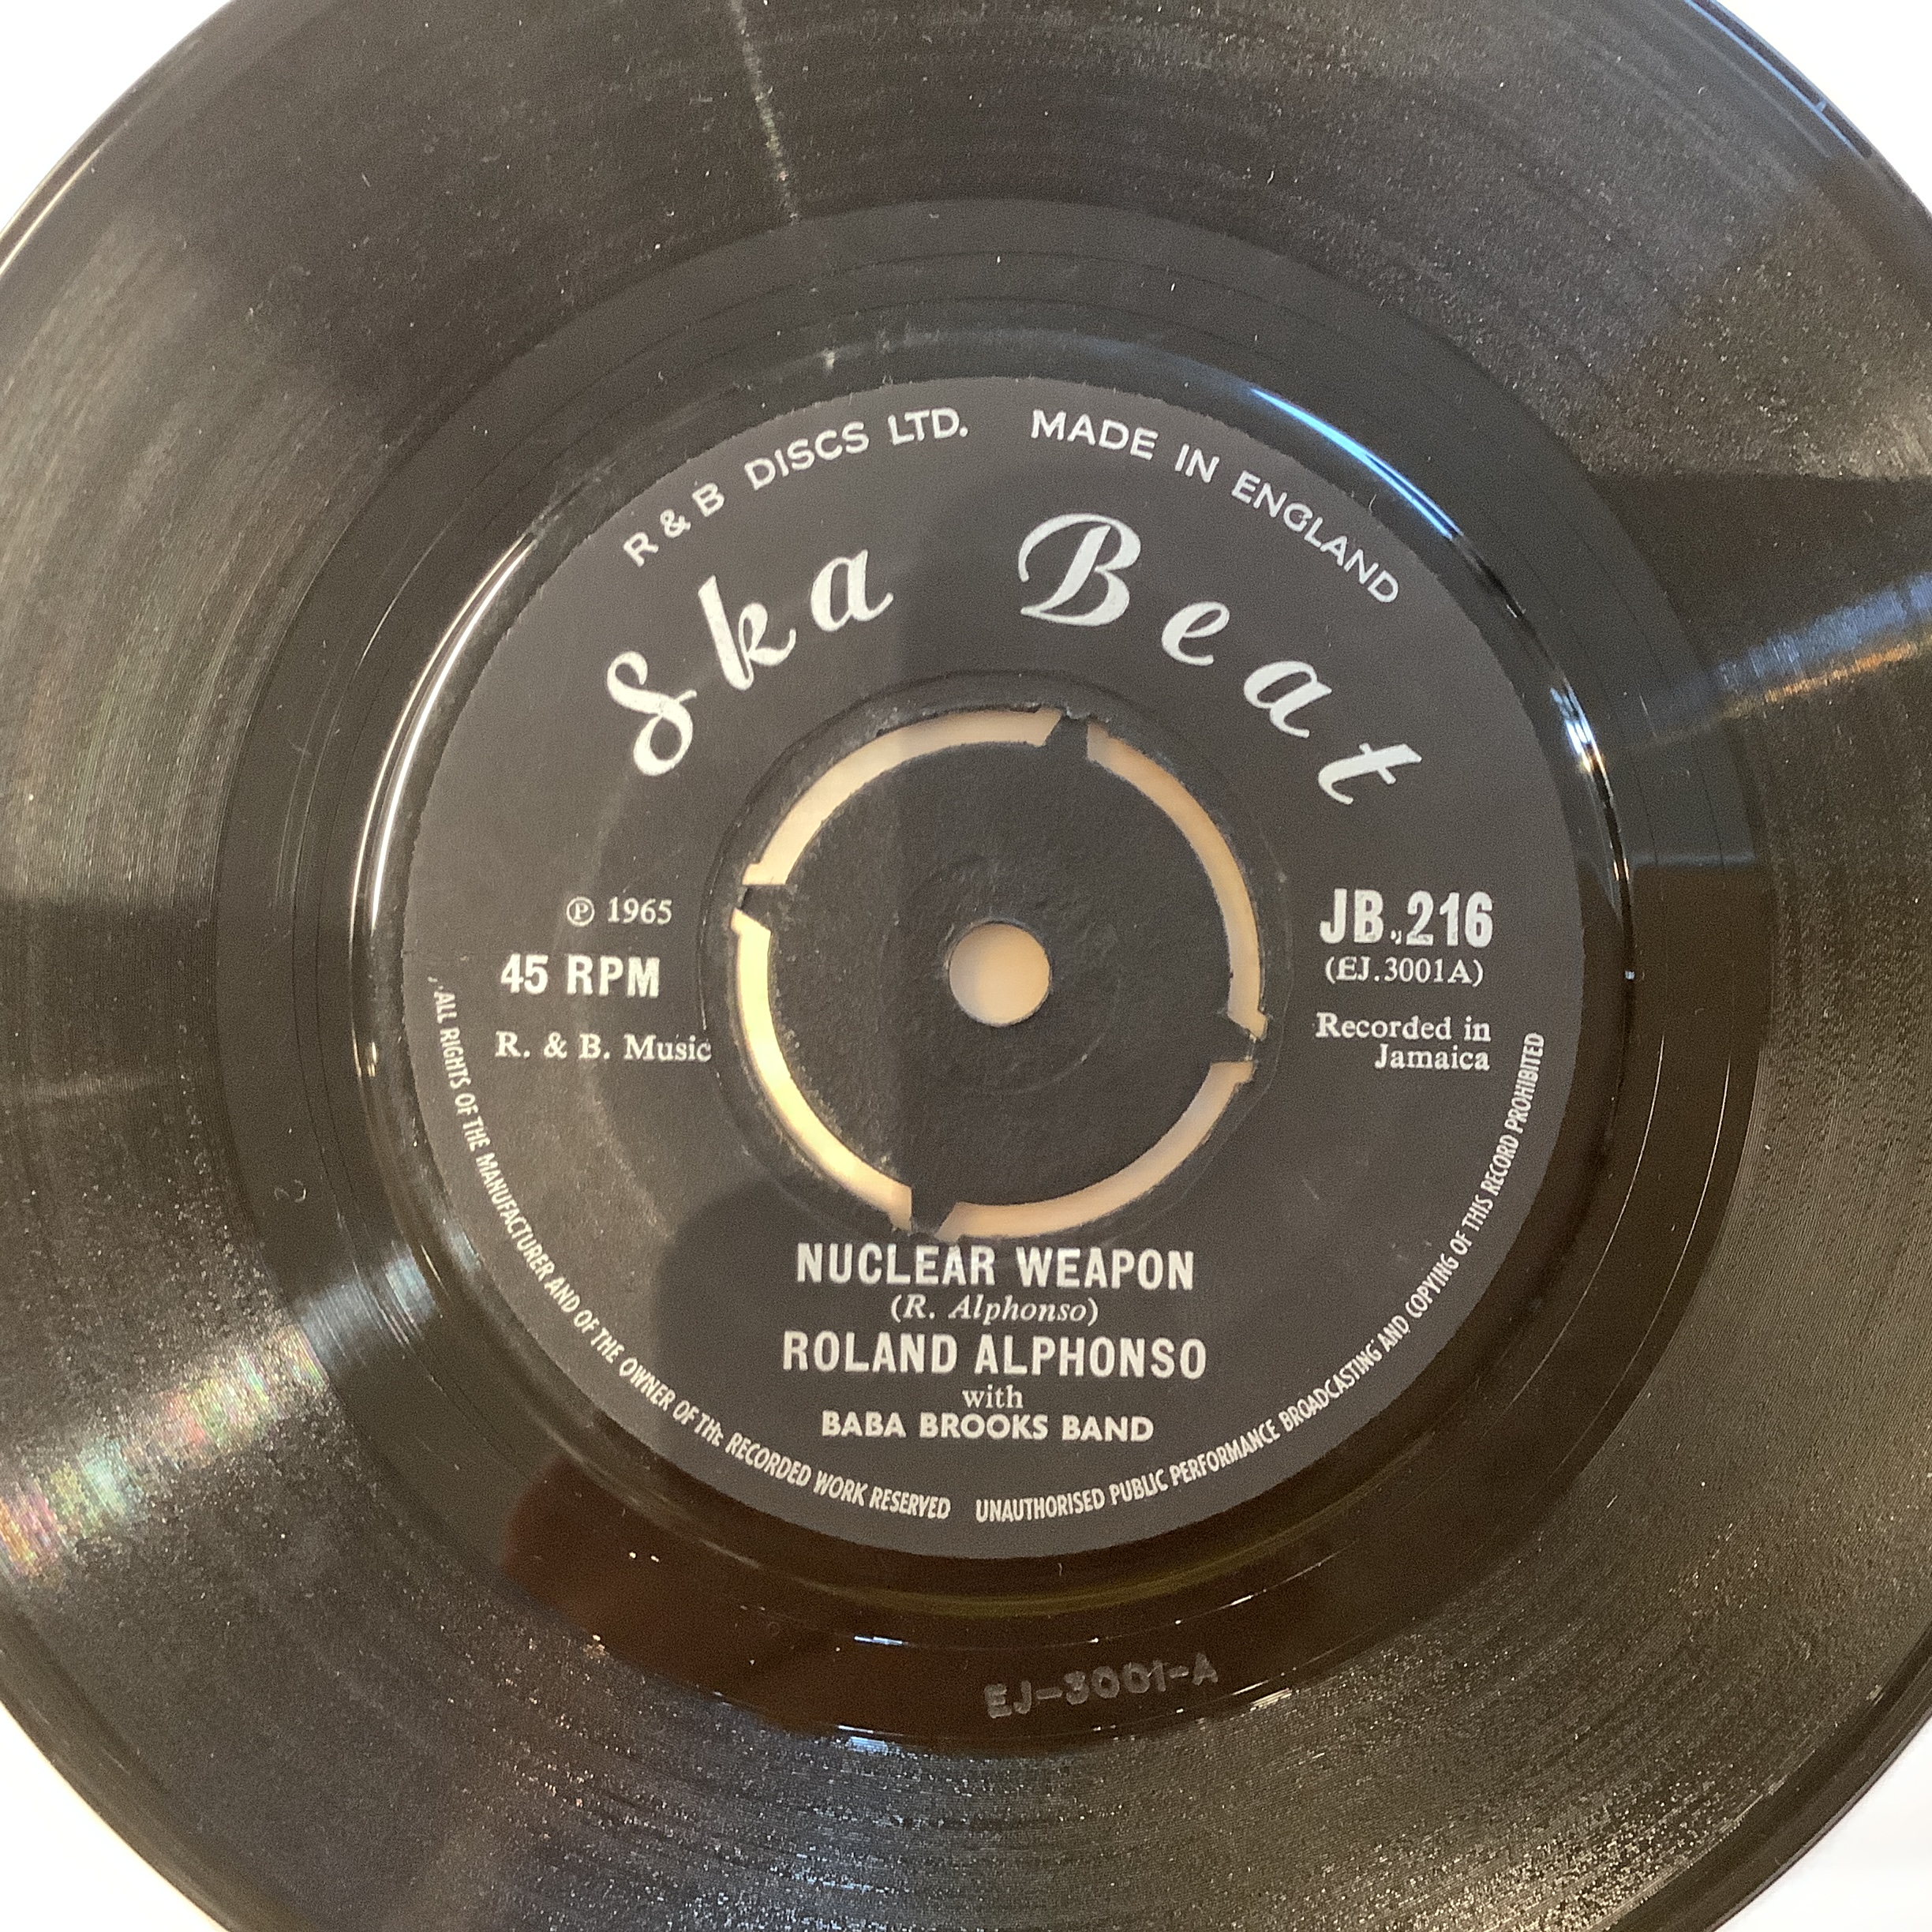 R & B DISCS LTD. MADE IN ENGLAND
Ska Beat
℗ 1965
45 RPM
R. & B. Music
JB.216
(EJ.3001A)
Recorded in
Jamaica
NUCLEAR WEAPON
(R. Alphonso)
ROLAND ALPHONSO
with
BABA BROOKS BAND
ALL RIGHTS OF THE MANUFACTURER AND OF THE OWNER OF THE RECORDED WORK RESERVED UNAUTHORISED PUBLIC PERFORMANCE BROADCASTING AND COPYING OF THIS RECORD PROHIBITED
EJ-3001-A